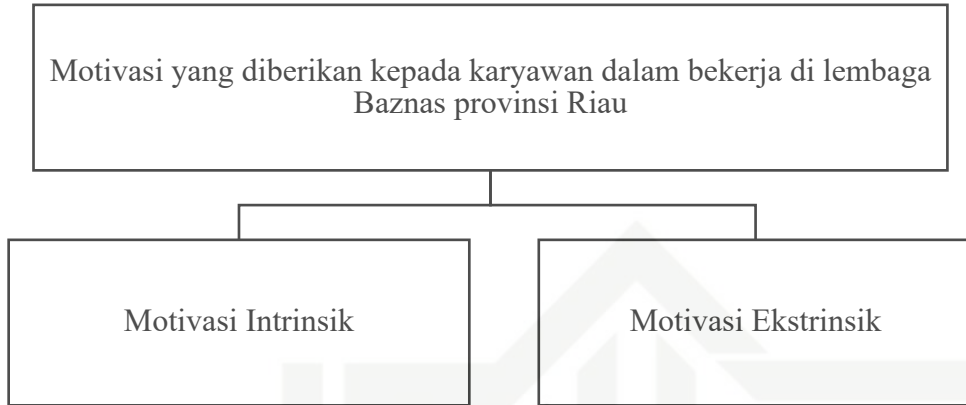 Motivasi yang diberikan kepada karyawan dalam bekerja di lembaga
Baznas provinsi Riau
Motivasi Intrinsik
Motivasi Ekstrinsik